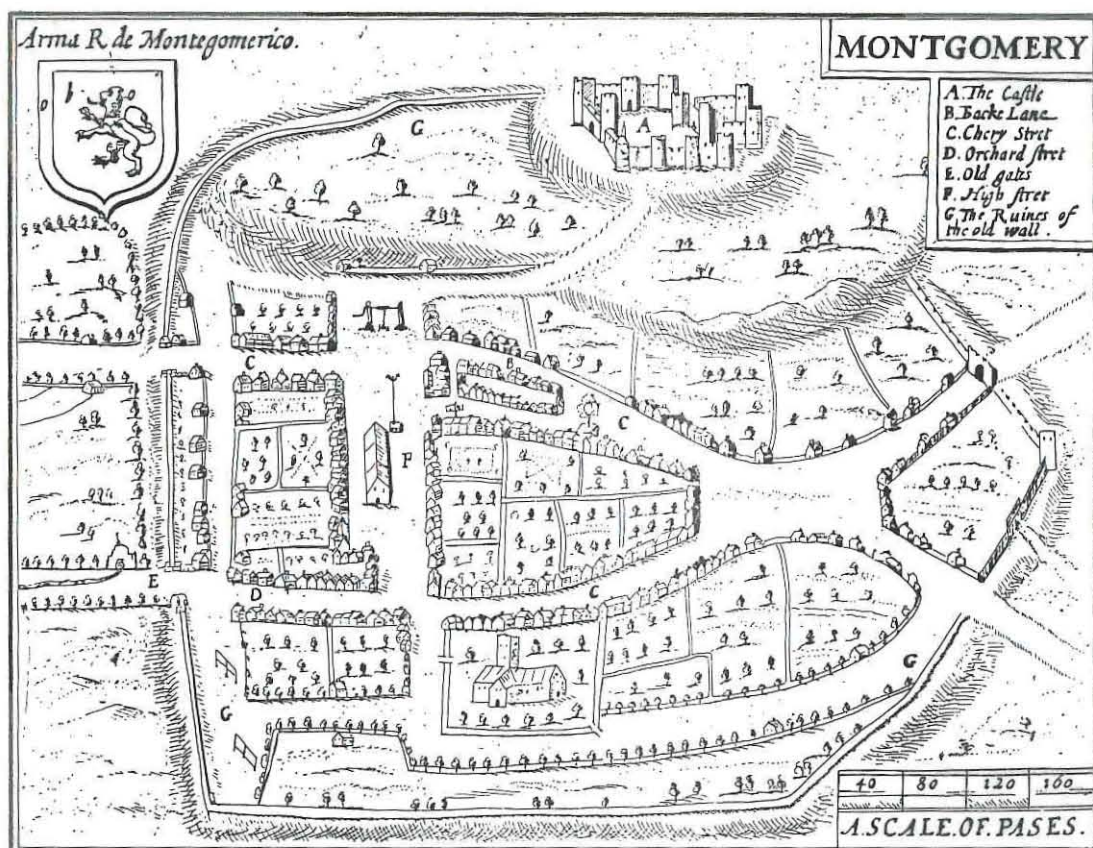 Arma R de Montegomerico.
MONTGOMERY
o b o
A. The Castle
B. Backe Lane
C. Chery Stret
D. Orchard stret
E. Old gates
F. High stret
G. The Ruines of
the old wall.
G
A
C
B
C
F
E
D
C
G
G
40 80 120 160
A.SCALE.OF.PASES.